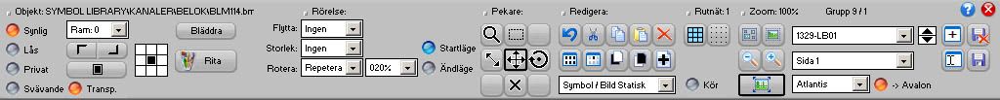 Objekt: SYMBOL LIBRARY\KANALER\BELOK\BLM114.bm
Rörelse:
Pekare:
Redigera:
Rutnät: 1
Zoom: 100%
Grupp 9 / 1
Synlig
Ram: 0
Bläddra
Flytta:
Ingen
1329-LB01
Lås
Storlek:
Ingen
Startläge
Sida 1
Privat
Rita
Rotera:
Repetera
020%
Ändläge
Svävande
Transp.
Symbol / Bild Statisk
Kör
Atlantis
-> Avalon